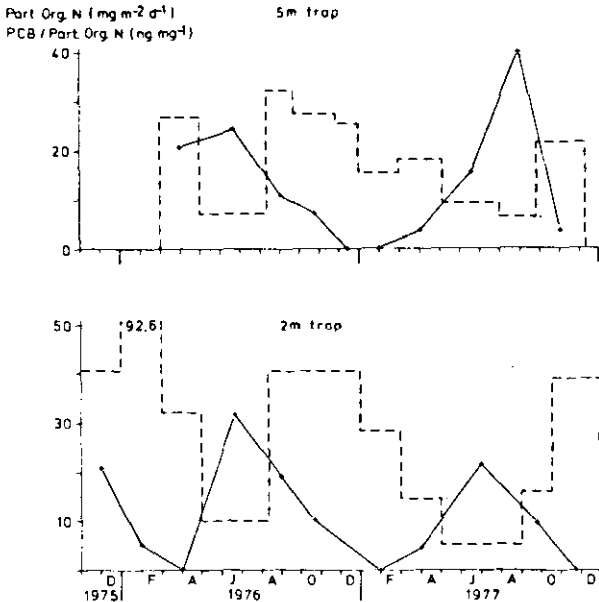 Part Org. N (mg m⁻² d⁻¹)
PCB / Part. Org. N (ng mg⁻¹)
5m trap
40
20
0
50
92.6
2m trap
30
10
D F A J A O D F A J A O D
1975 1976 1977